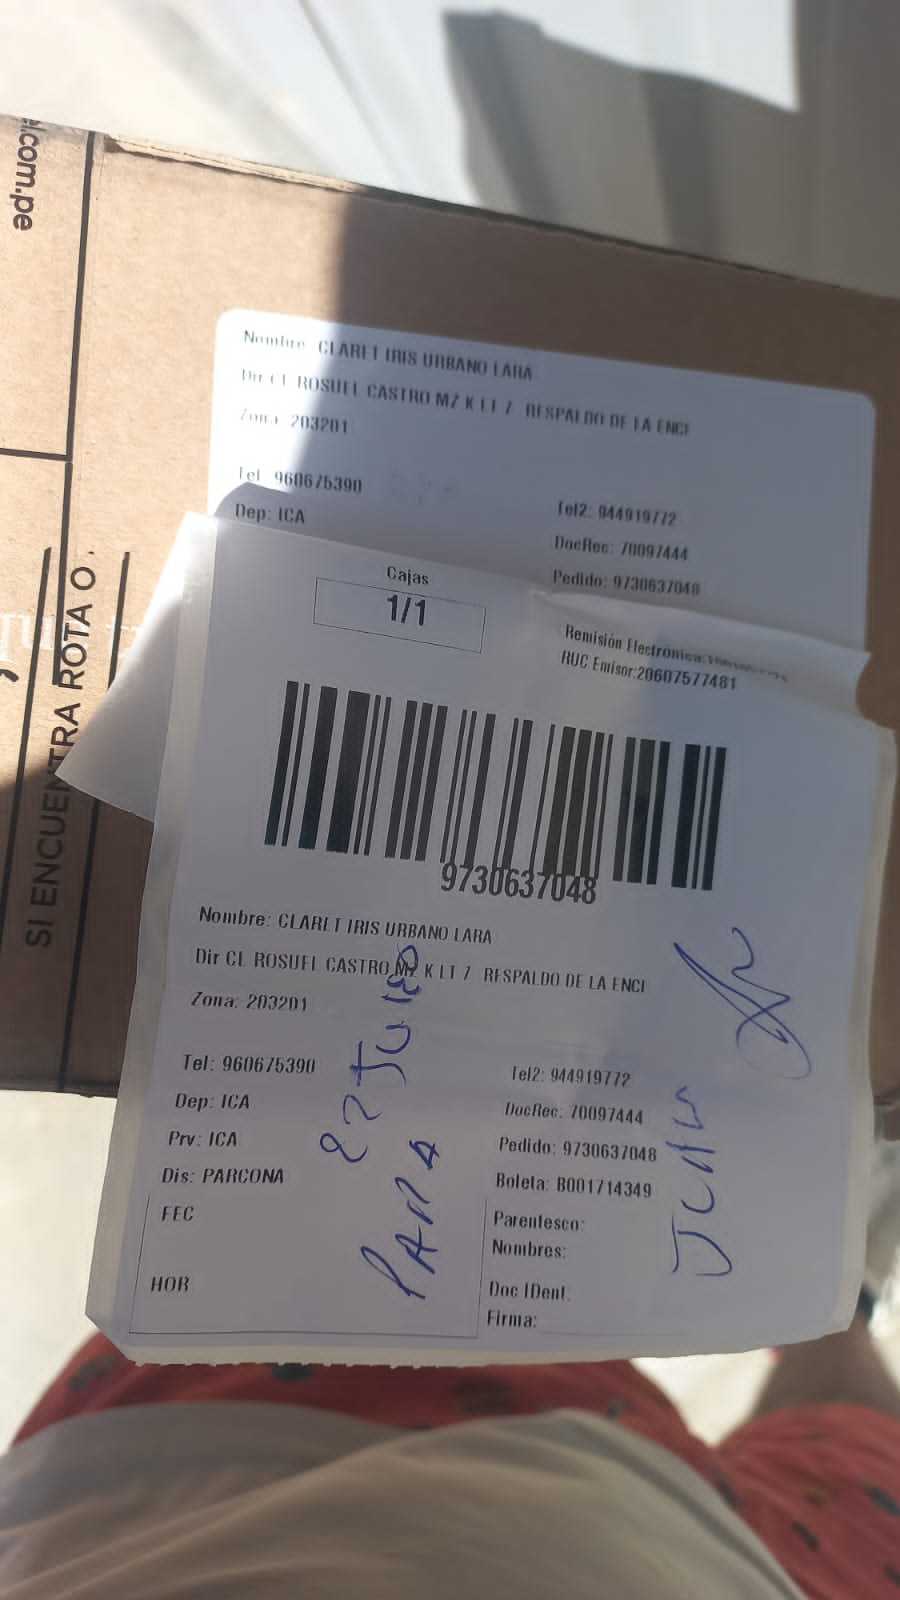 el.com.pe
SI ENCUENTRA ROTA O
Nombre: CLARET IRIS URBANO LARA
Dir CL ROSUEL CASTRO MZ K LT 7 RESPALDO DE LA ENCI
Zona: 203201
Tel: 960675390
Tel2: 944919772
Dep: ICA
DocRec: 70097444
Pedido: 9730637048
Cajas
1/1
Remisión Electronica:
RUC Emisor:20607577481
9730637048
Nombre: CLARET IRIS URBANO LARA
Dir CL ROSUEL CASTRO MZ K LT 7 RESPALDO DE LA ENCI
Zona: 203201
Tel: 960675390
Tel2: 944919772
Dep: ICA
DocRec: 70097444
Prv: ICA
Pedido: 9730637048
Dis: PARCONA
Boleta: B001714349
FEC
Parentesco:
Nombres:
HOR
Doc IDent:
Firma:
PARA